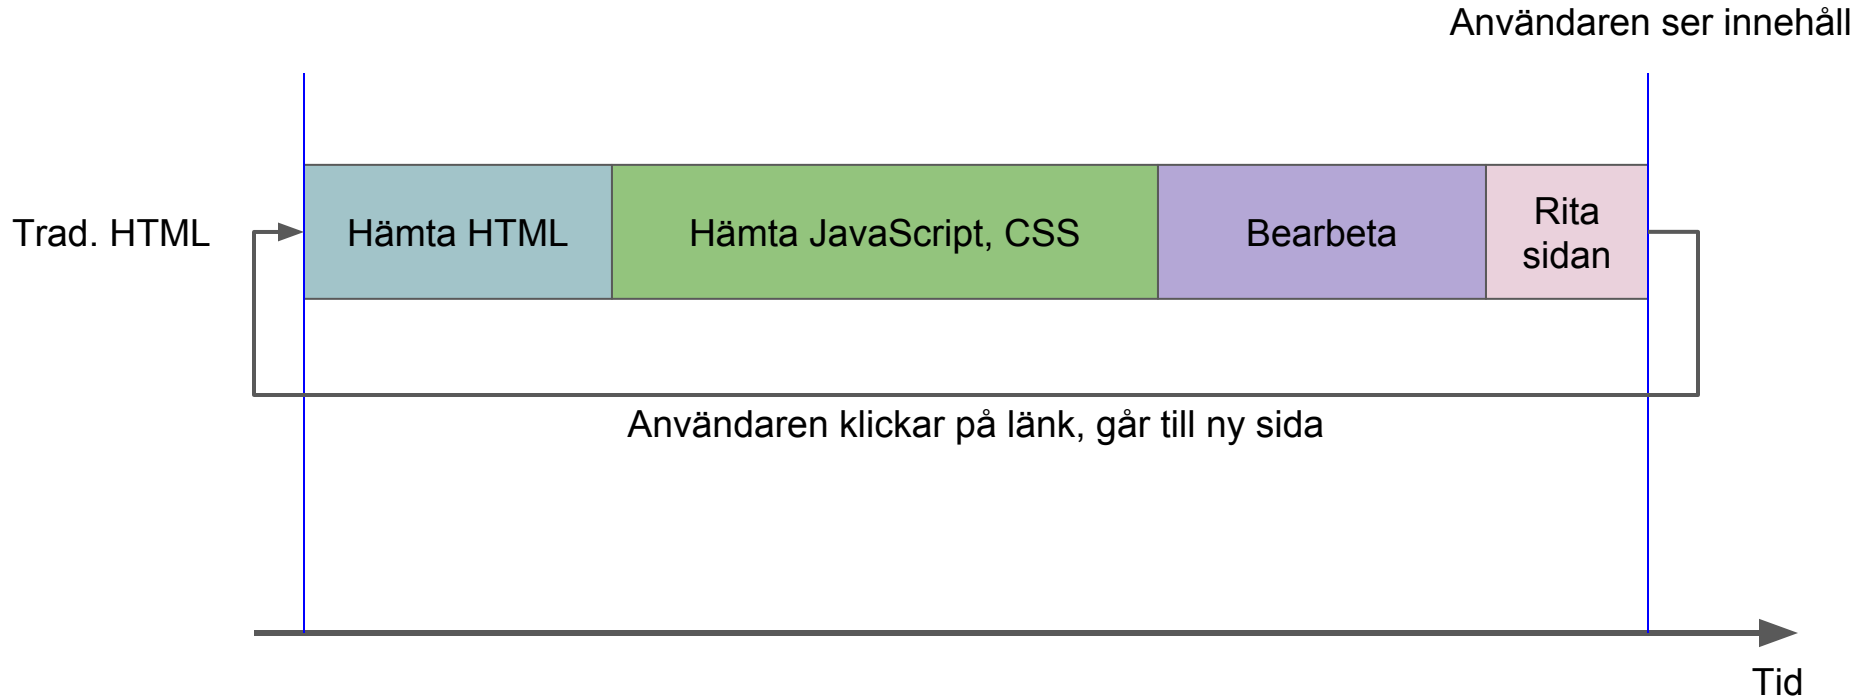 Användaren ser innehåll
Trad. HTML
Hämta HTML
Hämta JavaScript, CSS
Bearbeta
Rita
sidan
Användaren klickar på länk, går till ny sida
Tid